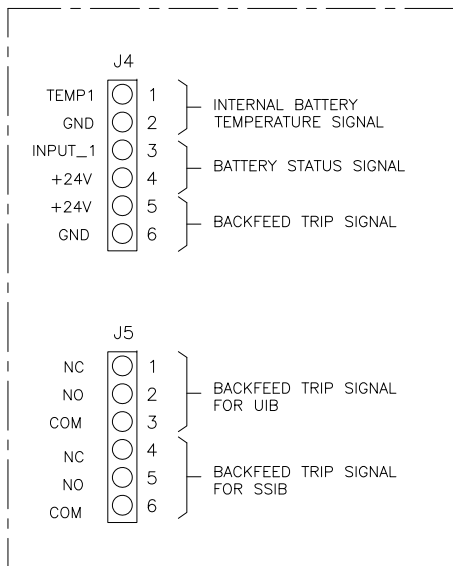 J4
TEMP1 1
GND 2
INTERNAL BATTERY
TEMPERATURE SIGNAL
INPUT_1 3
+24V 4
BATTERY STATUS SIGNAL
+24V 5
GND 6
BACKFEED TRIP SIGNAL
J5
NC 1
NO 2
COM 3
BACKFEED TRIP SIGNAL
FOR UIB
NC 4
NO 5
COM 6
BACKFEED TRIP SIGNAL
FOR SSIB